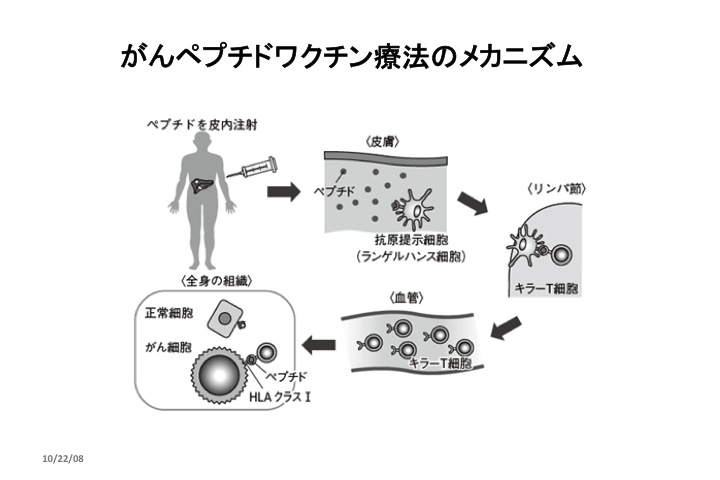 がんペプチドワクチン療法のメカニズム
ペプチドを皮内注射
〈皮膚〉
ペプチド
抗原提示細胞
(ランゲルハンス細胞)
〈リンパ節〉
キラーT細胞
〈血管〉
キラーT細胞
〈全身の組織〉
正常細胞
がん細胞
ペプチド
HLAクラスⅠ
10/22/08